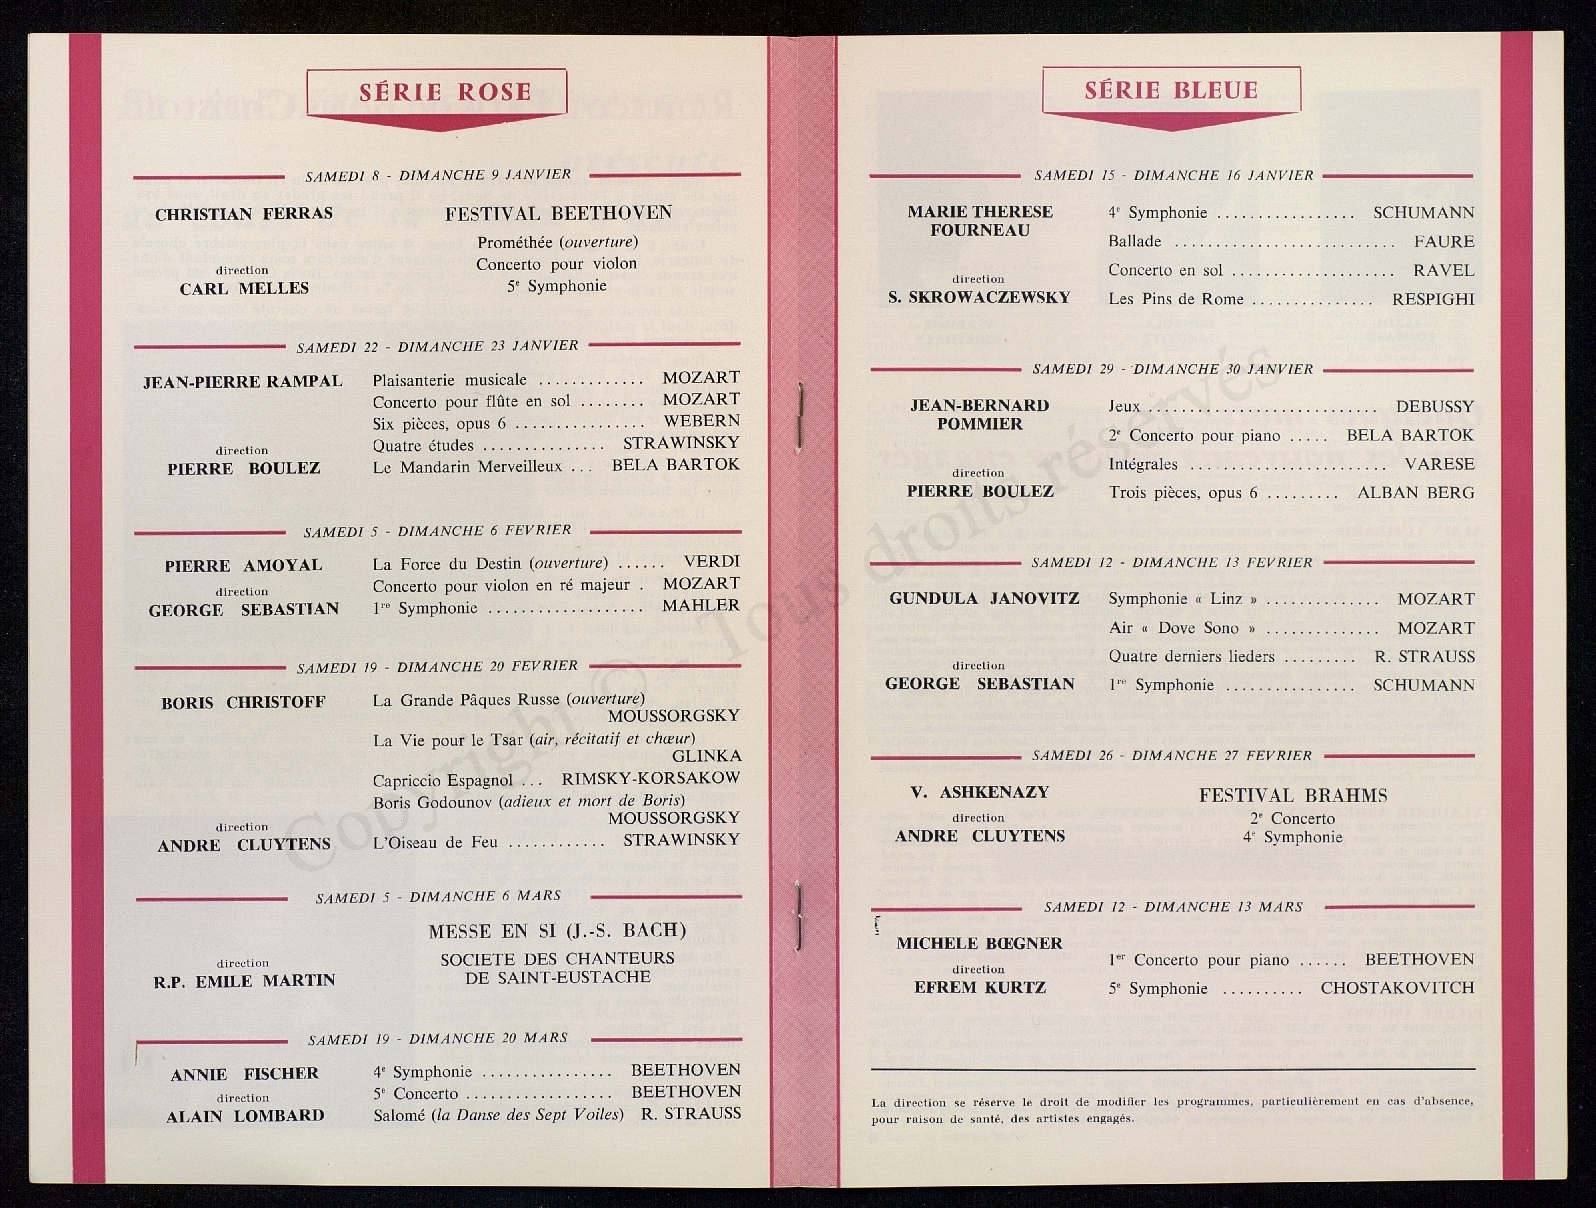 SÉRIE ROSE
SAMEDI 8 - DIMANCHE 9 JANVIER
CHRISTIAN FERRAS
direction
CARL MELLES
FESTIVAL BEETHOVEN
Prométhée (ouverture)
Concerto pour violon
5e Symphonie
SAMEDI 22 - DIMANCHE 23 JANVIER
JEAN-PIERRE RAMPAL
direction
PIERRE BOULEZ
Plaisanterie musicale ............. MOZART
Concerto pour flûte en sol ........ MOZART
Six pièces, opus 6 ................ WEBERN
Quatre études ............... STRAWINSKY
Le Mandarin Merveilleux ... BELA BARTOK
SAMEDI 5 - DIMANCHE 6 FEVRIER
PIERRE AMOYAL
direction
GEORGE SEBASTIAN
La Force du Destin (ouverture) ...... VERDI
Concerto pour violon en ré majeur . MOZART
1re Symphonie ................... MAHLER
SAMEDI 19 - DIMANCHE 20 FEVRIER
BORIS CHRISTOFF
direction
ANDRE CLUYTENS
La Grande Pâques Russe (ouverture)
MOUSSORGSKY
La Vie pour le Tsar (air, récitatif et chœur)
GLINKA
Capriccio Espagnol ... RIMSKY-KORSAKOW
Boris Godounov (adieux et mort de Boris)
MOUSSORGSKY
L'Oiseau de Feu ............ STRAWINSKY
SAMEDI 5 - DIMANCHE 6 MARS
direction
R.P. EMILE MARTIN
MESSE EN SI (J.-S. BACH)
SOCIETE DES CHANTEURS
DE SAINT-EUSTACHE
SAMEDI 19 - DIMANCHE 20 MARS
ANNIE FISCHER
direction
ALAIN LOMBARD
4e Symphonie ................ BEETHOVEN
5e Concerto .................. BEETHOVEN
Salomé (la Danse des Sept Voiles) R. STRAUSS
SÉRIE BLEUE
SAMEDI 15 - DIMANCHE 16 JANVIER
MARIE THERESE
FOURNEAU
direction
S. SKROWACZEWSKY
4e Symphonie ................. SCHUMANN
Ballade .......................... FAURE
Concerto en sol .................... RAVEL
Les Pins de Rome ............... RESPIGHI
SAMEDI 29 - DIMANCHE 30 JANVIER
JEAN-BERNARD
POMMIER
direction
PIERRE BOULEZ
Jeux ............................ DEBUSSY
2e Concerto pour piano ..... BELA BARTOK
Intégrales ........................ VARESE
Trois pièces, opus 6 ......... ALBAN BERG
SAMEDI 12 - DIMANCHE 13 FEVRIER
GUNDULA JANOVITZ
direction
GEORGE SEBASTIAN
Symphonie « Linz » .............. MOZART
Air « Dove Sono » .............. MOZART
Quatre derniers lieders ......... R. STRAUSS
1re Symphonie ................ SCHUMANN
SAMEDI 26 - DIMANCHE 27 FEVRIER
V. ASHKENAZY
direction
ANDRE CLUYTENS
FESTIVAL BRAHMS
2e Concerto
4e Symphonie
SAMEDI 12 - DIMANCHE 13 MARS
MICHELE BŒGNER
direction
EFREM KURTZ
1er Concerto pour piano ...... BEETHOVEN
5e Symphonie .......... CHOSTAKOVITCH
La direction se réserve le droit de modifier les programmes, particulièrement en cas d'absence,
pour raison de santé, des artistes engagés.
Copyright © - Tous droits réservés